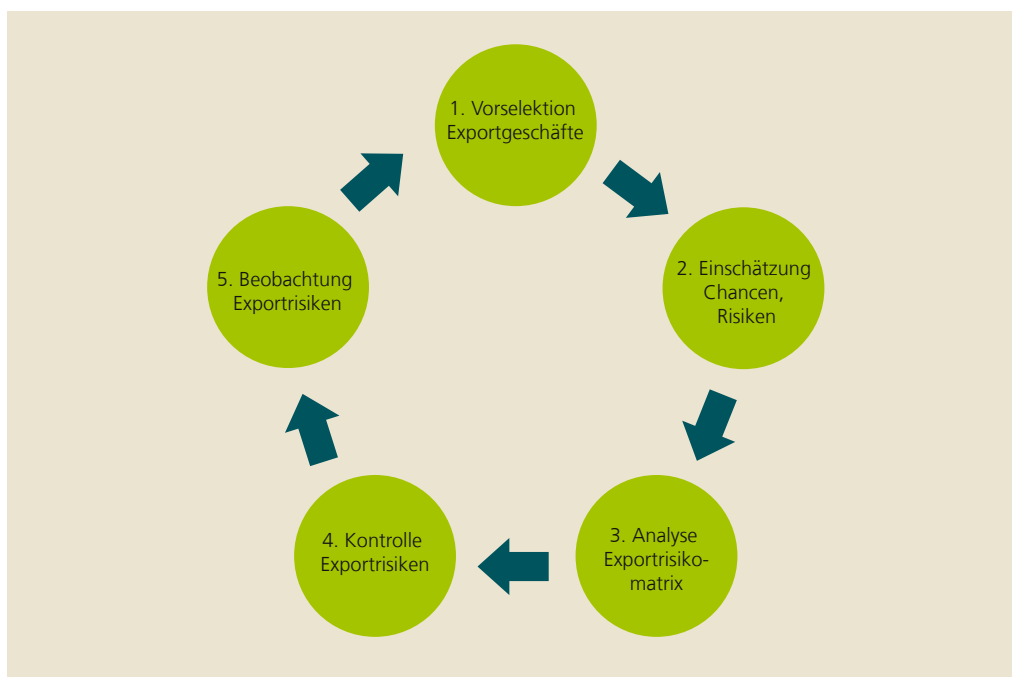 1. Vorselektion
Exportgeschäfte
2. Einschätzung
Chancen,
Risiken
3. Analyse
Exportrisiko-
matrix
4. Kontrolle
Exportrisiken
5. Beobachtung
Exportrisiken